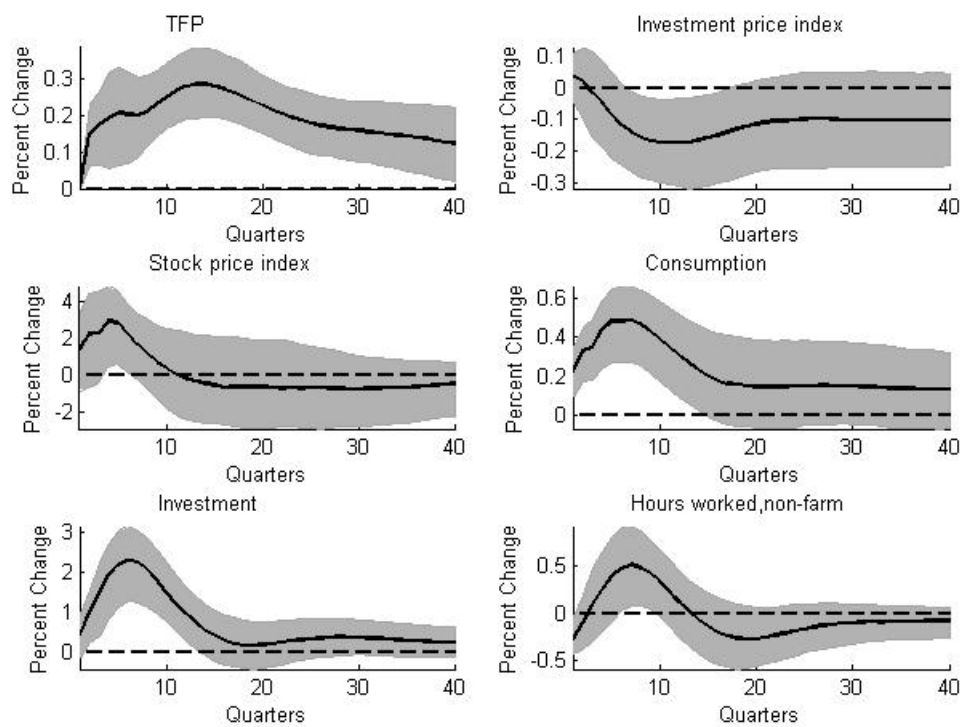 TFP
Percent Change
0.3
0.2
0.1
0
10
20
30
40
Quarters
Investment price index
Percent Change
0.1
0
-0.1
-0.2
-0.3
10
20
30
40
Quarters
Stock price index
Percent Change
4
2
0
-2
10
20
30
40
Quarters
Consumption
Percent Change
0.6
0.4
0.2
0
10
20
30
40
Quarters
Investment
Percent Change
3
2
1
0
10
20
30
40
Quarters
Hours worked,non-farm
Percent Change
0.5
0
-0.5
10
20
30
40
Quarters